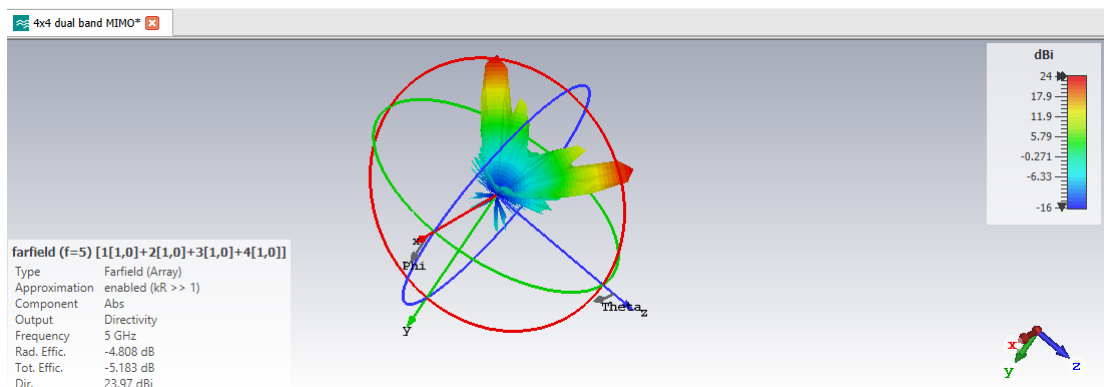 4x4 dual band MIMO*
dBi
24
17.9
11.9
5.79
-0.271
-6.33
-16
x
Phi
y
Theta
z
farfield (f=5) [1[1,0]+2[1,0]+3[1,0]+4[1,0]]
Type Farfield (Array)
Approximation enabled (kR >> 1)
Component Abs
Output Directivity
Frequency 5 GHz
Rad. Effic. -4.808 dB
Tot. Effic. -5.183 dB
Dir. 23.97 dBi
x
y
z